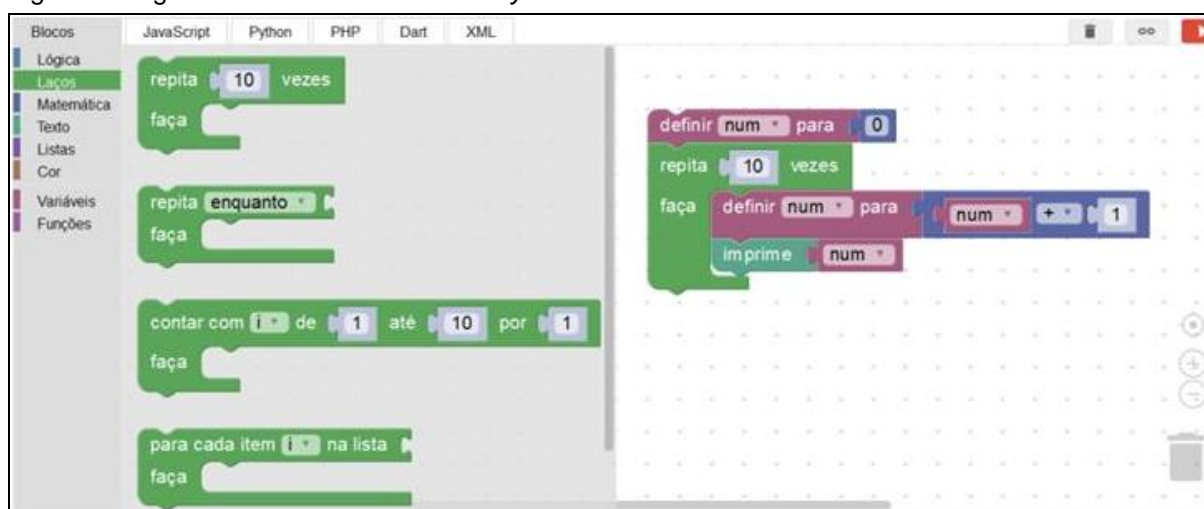 Blocos JavaScript Python PHP Dart XML
Lógica
Laços
Matemática
Texto
Listas
Cor
Variáveis
Funções
repita 10 vezes
faça
repita enquanto
faça
contar com i de 1 até 10 por 1
faça
para cada item i na lista
faça
definir num para 0
repita 10 vezes
faça definir num para num + 1
imprime num